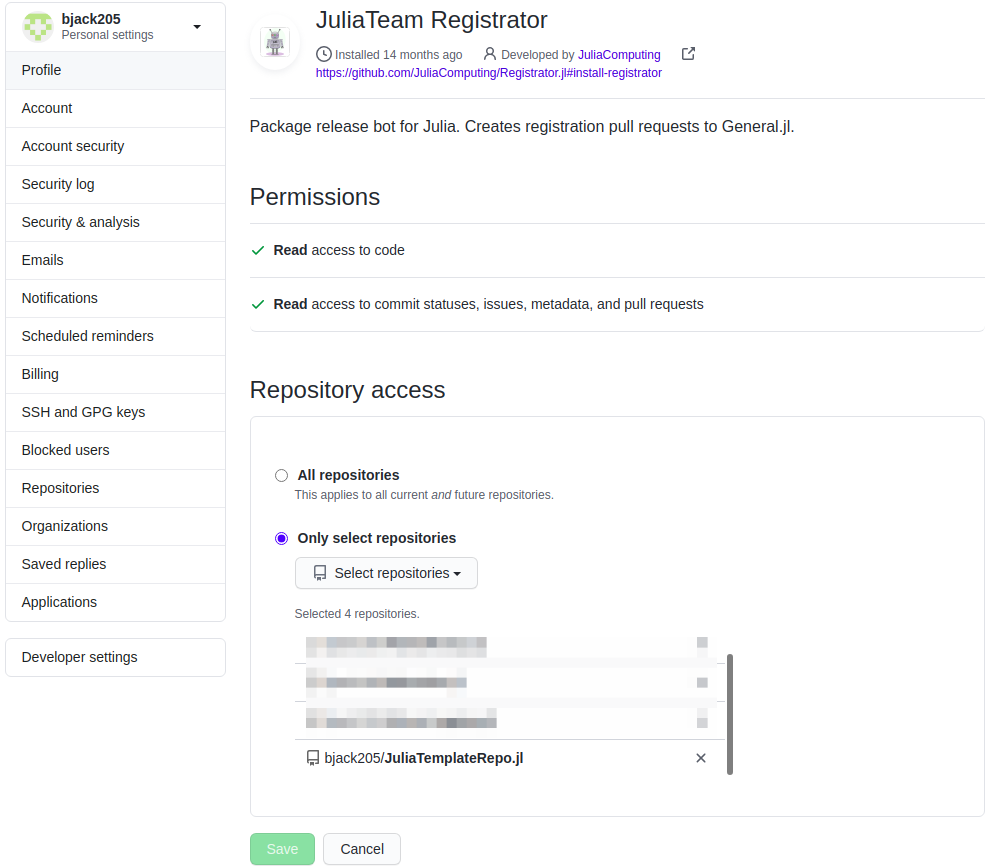 bjack205
Personal settings
Profile
Account
Account security
Security log
Security & analysis
Emails
Notifications
Scheduled reminders
Billing
SSH and GPG keys
Blocked users
Repositories
Organizations
Saved replies
Applications
Developer settings
JuliaTeam Registrator
Installed 14 months ago Developed by JuliaComputing
https://github.com/JuliaComputing/Registrator.jl#install-registrator
Package release bot for Julia. Creates registration pull requests to General.jl.
Permissions
Read access to code
Read access to commit statuses, issues, metadata, and pull requests
Repository access
All repositories
This applies to all current and future repositories.
Only select repositories
Select repositories
Selected 4 repositories.
bjack205/JuliaTemplateRepo.jl
Save Cancel